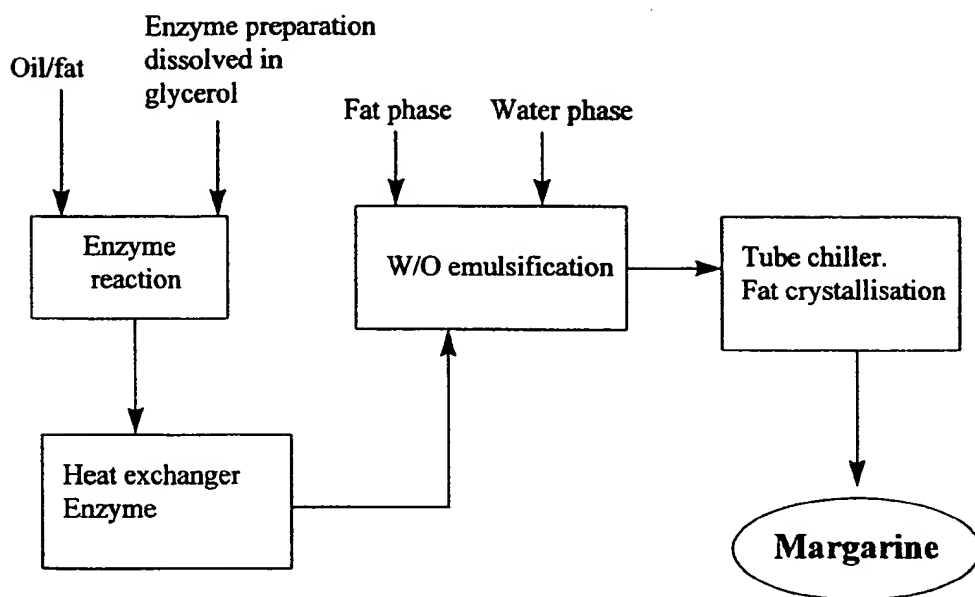 Oil/fat
Enzyme preparation
dissolved in
glycerol
Fat phase
Water phase
Enzyme
reaction
W/O emulsification
Tube chiller.
Fat crystallisation
Heat exchanger
Enzyme
Margarine